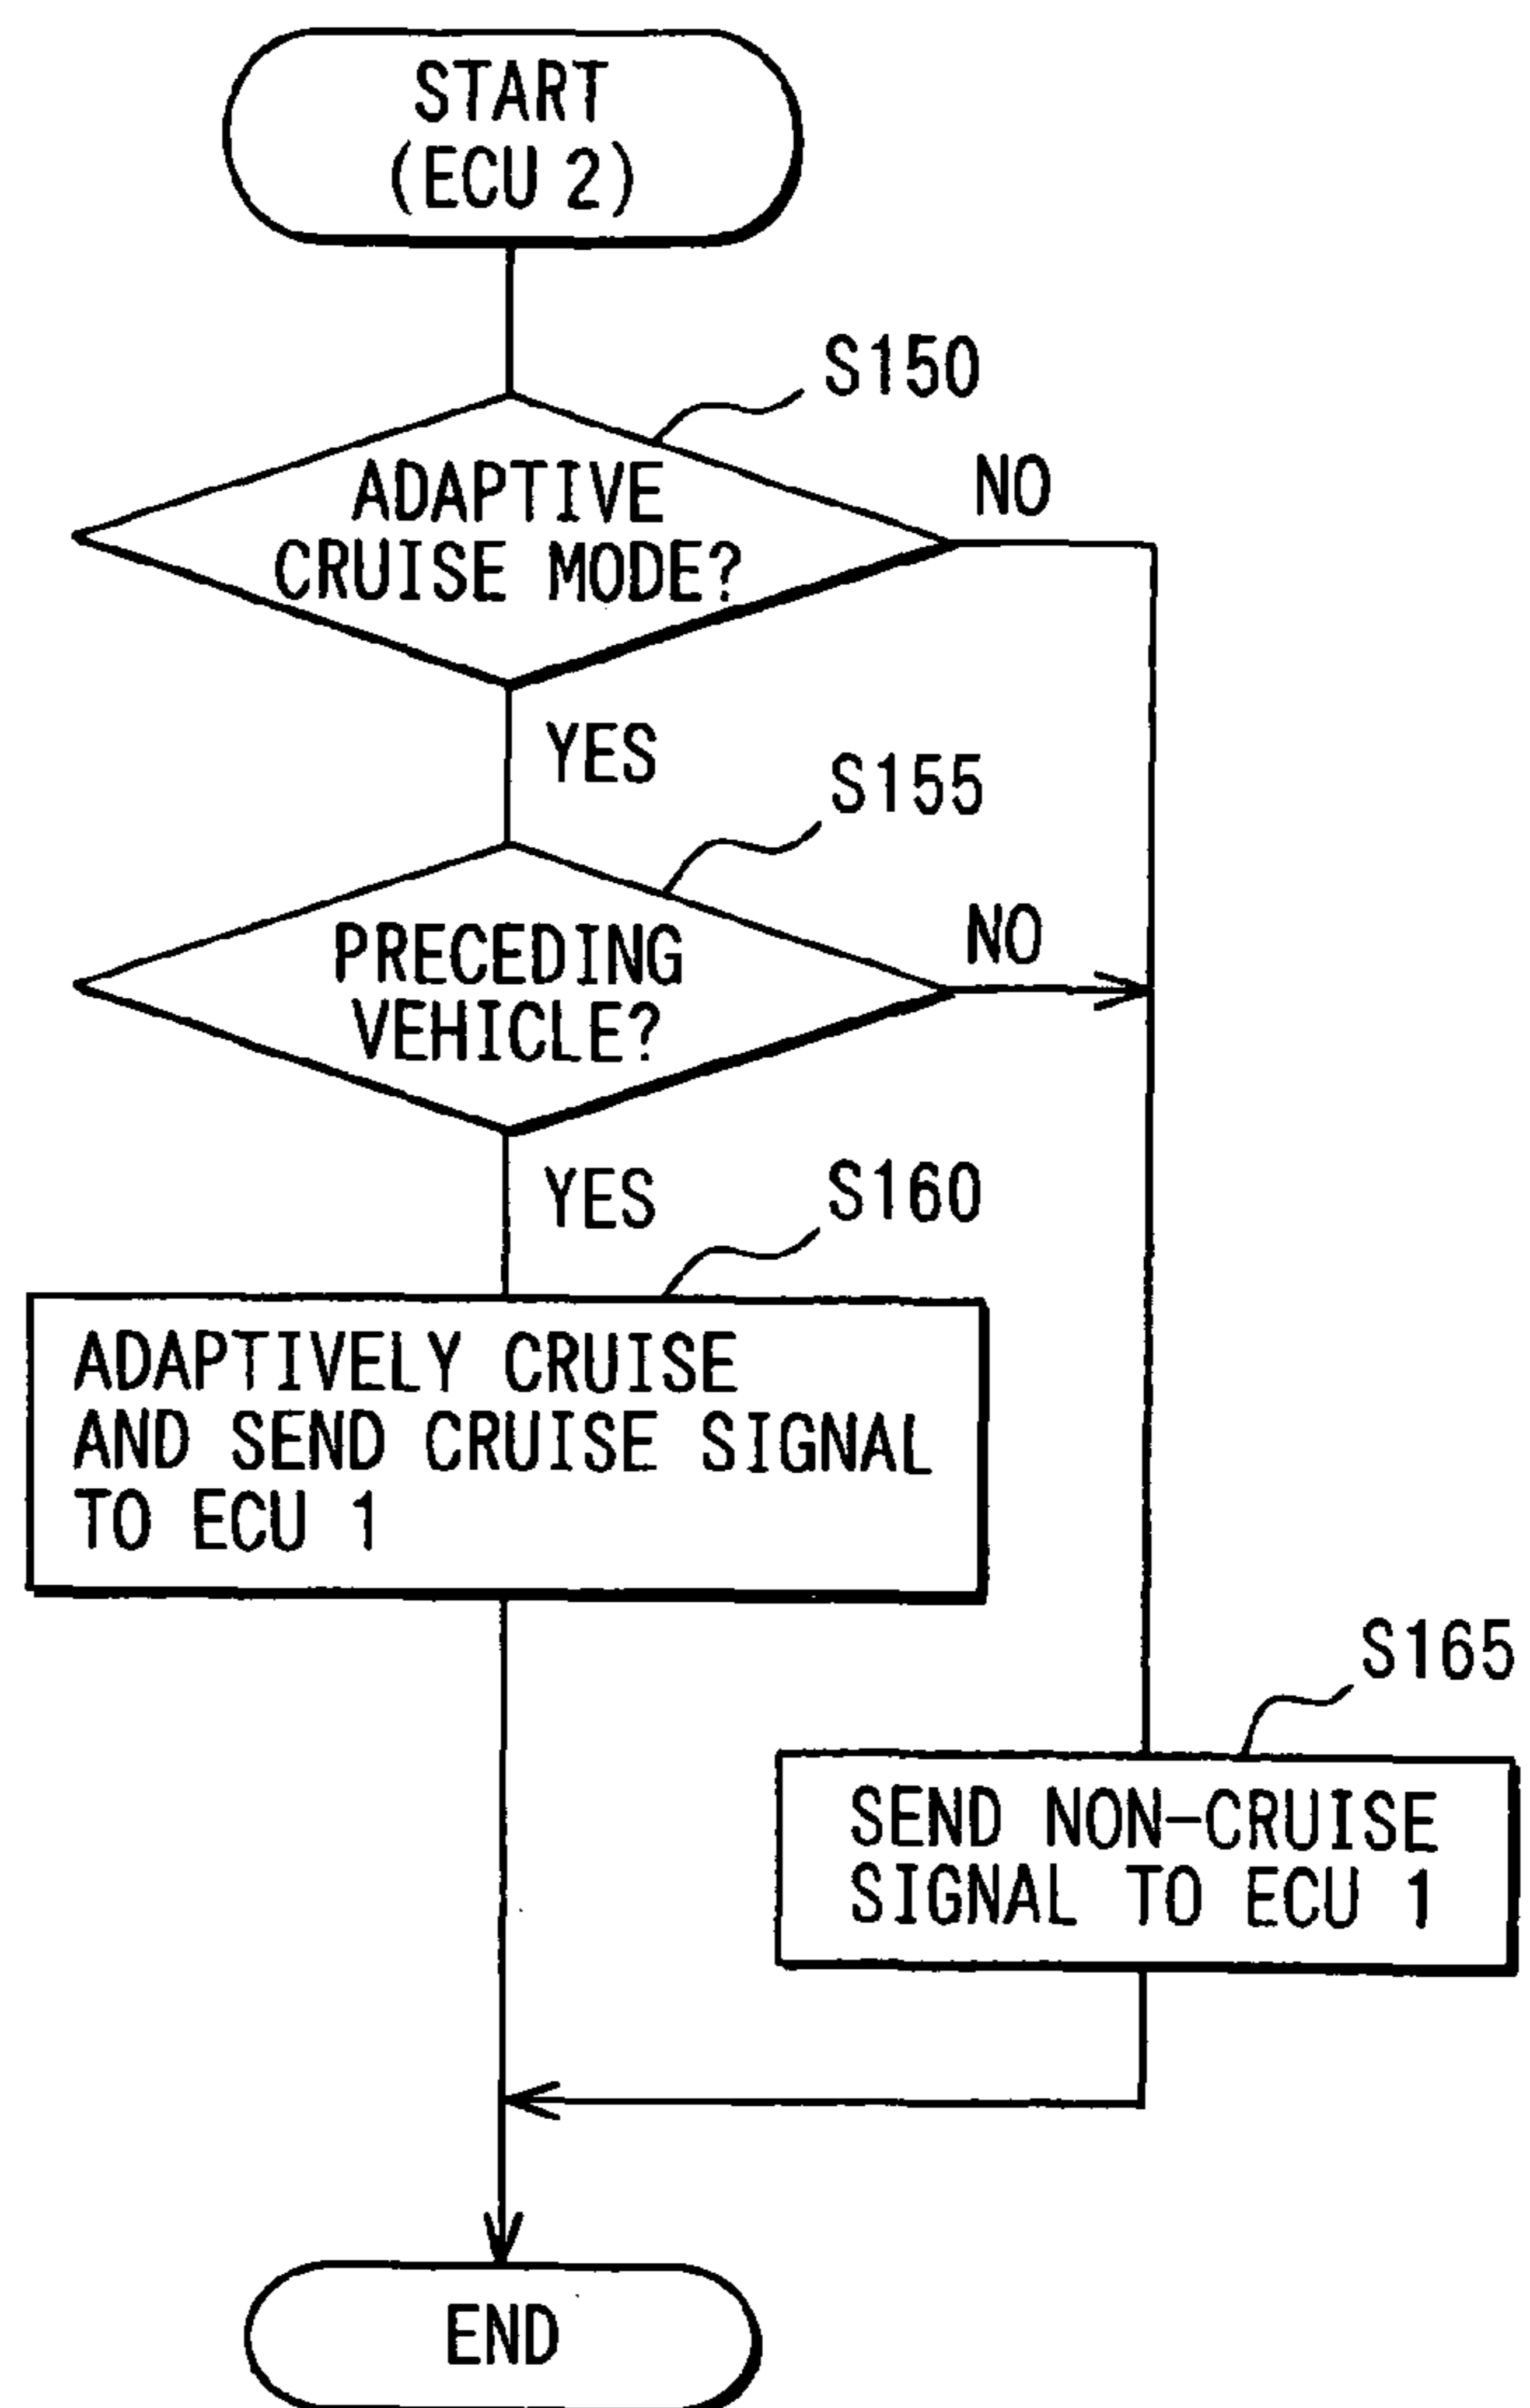 START
(ECU 2)
S150
ADAPTIVE
CRUISE MODE?
NO
YES
S155
PRECEDING
VEHICLE?
NO
YES
S160
ADAPTIVELY CRUISE
AND SEND CRUISE SIGNAL
TO ECU 1
S165
SEND NON-CRUISE
SIGNAL TO ECU 1
END